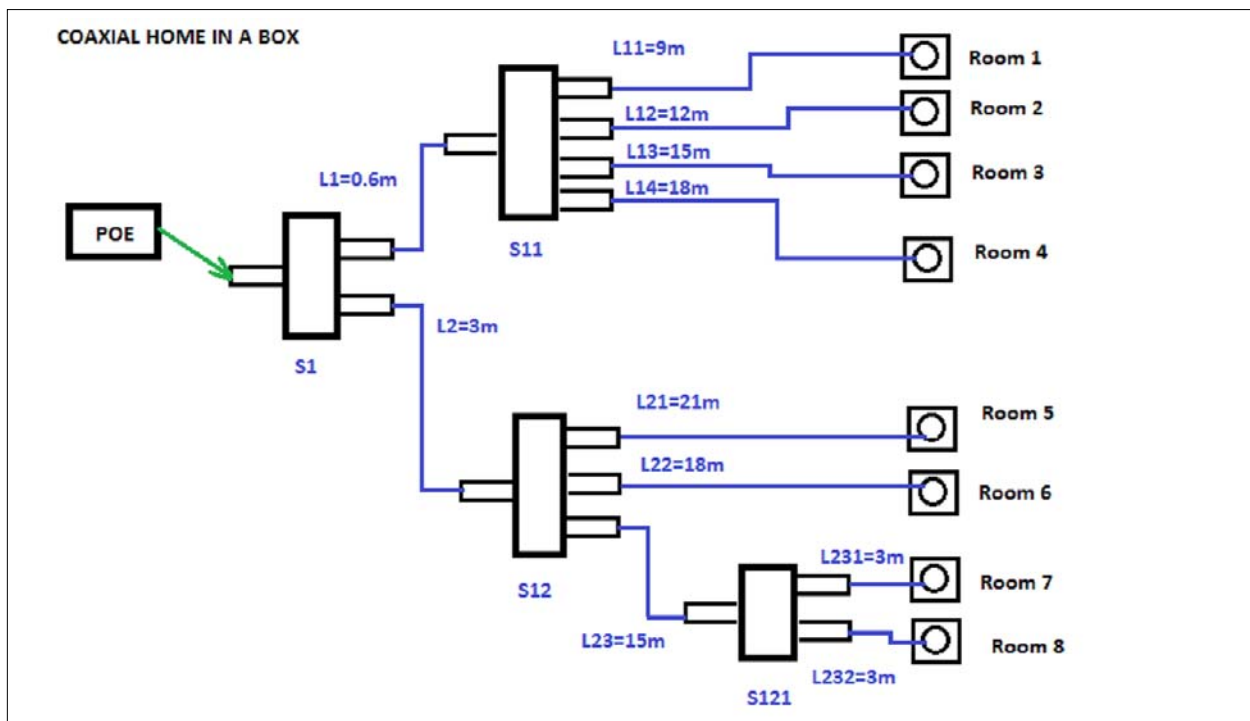 COAXIAL HOME IN A BOX
L11=9m
Room 1
L12=12m
Room 2
L13=15m
Room 3
L14=18m
Room 4
L1=0.6m
POE
S11
L2=3m
S1
L21=21m
Room 5
L22=18m
Room 6
L231=3m
Room 7
S12
L23=15m
Room 8
L232=3m
S121